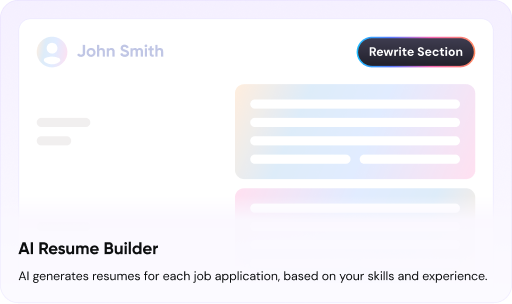 John Smith
Rewrite Section
AI Resume Builder
AI generates resumes for each job application, based on your skills and experience.